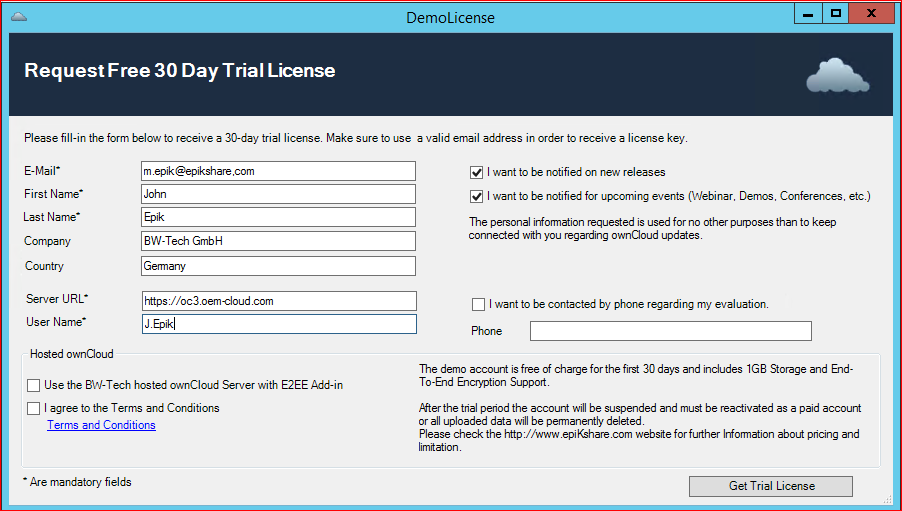 DemoLicense
Request Free 30 Day Trial License
Please fill-in the form below to receive a 30-day trial license. Make sure to use  a valid email address in order to receive a license key.
E-Mail*
m.epik@epikshare,com
First Name*
John
Last Name*
Epik
Company
BW-Tech GmbH
Country
Germany
I want to be notified on new releases
I want to be notified for upcoming events (Webinar, Demos, Conferences, etc.)
The personal information requested is used for no other purposes than to keep
connected with you regarding ownCloud updates.
Server URL*
https://oc3.oem-cloud.com
User Name*
J.Epik
I want to be contacted by phone regarding my evaluation.
Phone
Hosted ownCloud
Use the BW-Tech hosted ownCloud Server with E2EE Add-in
I agree to the Terms and Conditions
Terms and Conditions
The demo account is free of charge for the first 30 days and includes 1GB Storage and End-
To-End Encryption Support.
After the trial period the account will be suspended and must be reactivated as a paid account
or all uploaded data will be permanently deleted.
Please check the http://www.epiKshare.com website for further Information about pricing and
limitation.
* Are mandatory fields
Get Trial License